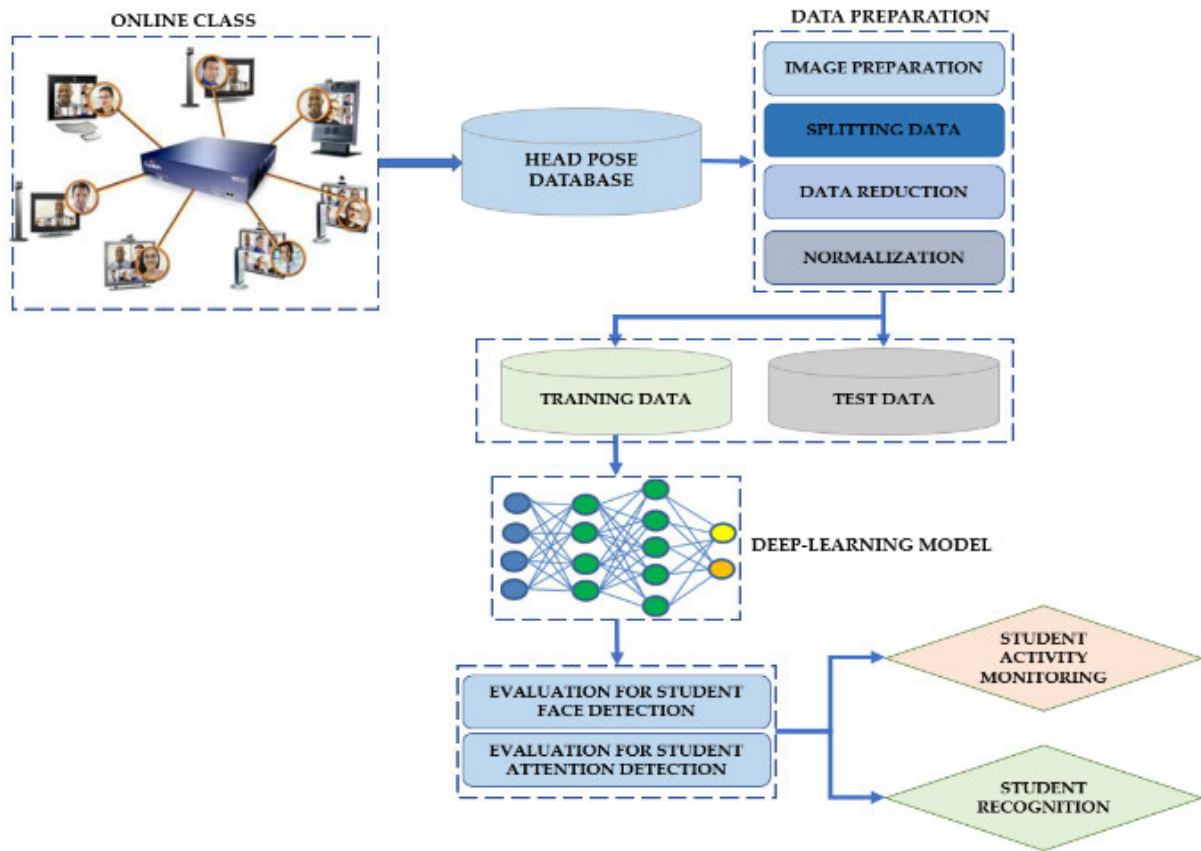 ONLINE CLASS
DATA PREPARATION
IMAGE PREPARATION
SPLITTING DATA
DATA REDUCTION
NORMALIZATION
HEAD POSE
DATABASE
TRAINING DATA
TEST DATA
DEEP-LEARNING MODEL
EVALUATION FOR STUDENT
FACE DETECTION
EVALUATION FOR STUDENT
ATTENTION DETECTION
STUDENT
ACTIVITY
MONITORING
STUDENT
RECOGNITION